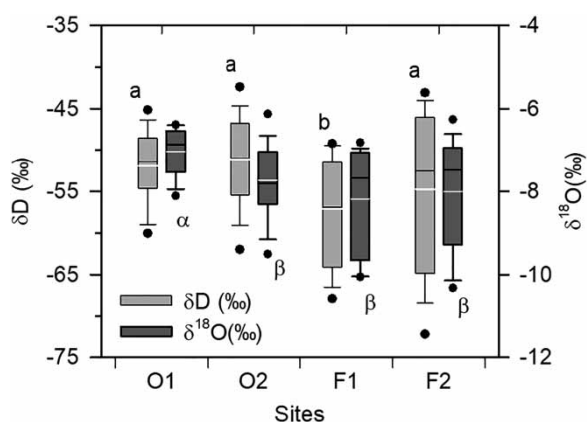 -35
-45
-55
-65
-75
δD (‰)
-4
-6
-8
-10
-12
δ¹⁸O(‰)
a
a
b
a
α
β
β
β
δD (‰)
δ¹⁸O(‰)
O1 O2 F1 F2
Sites